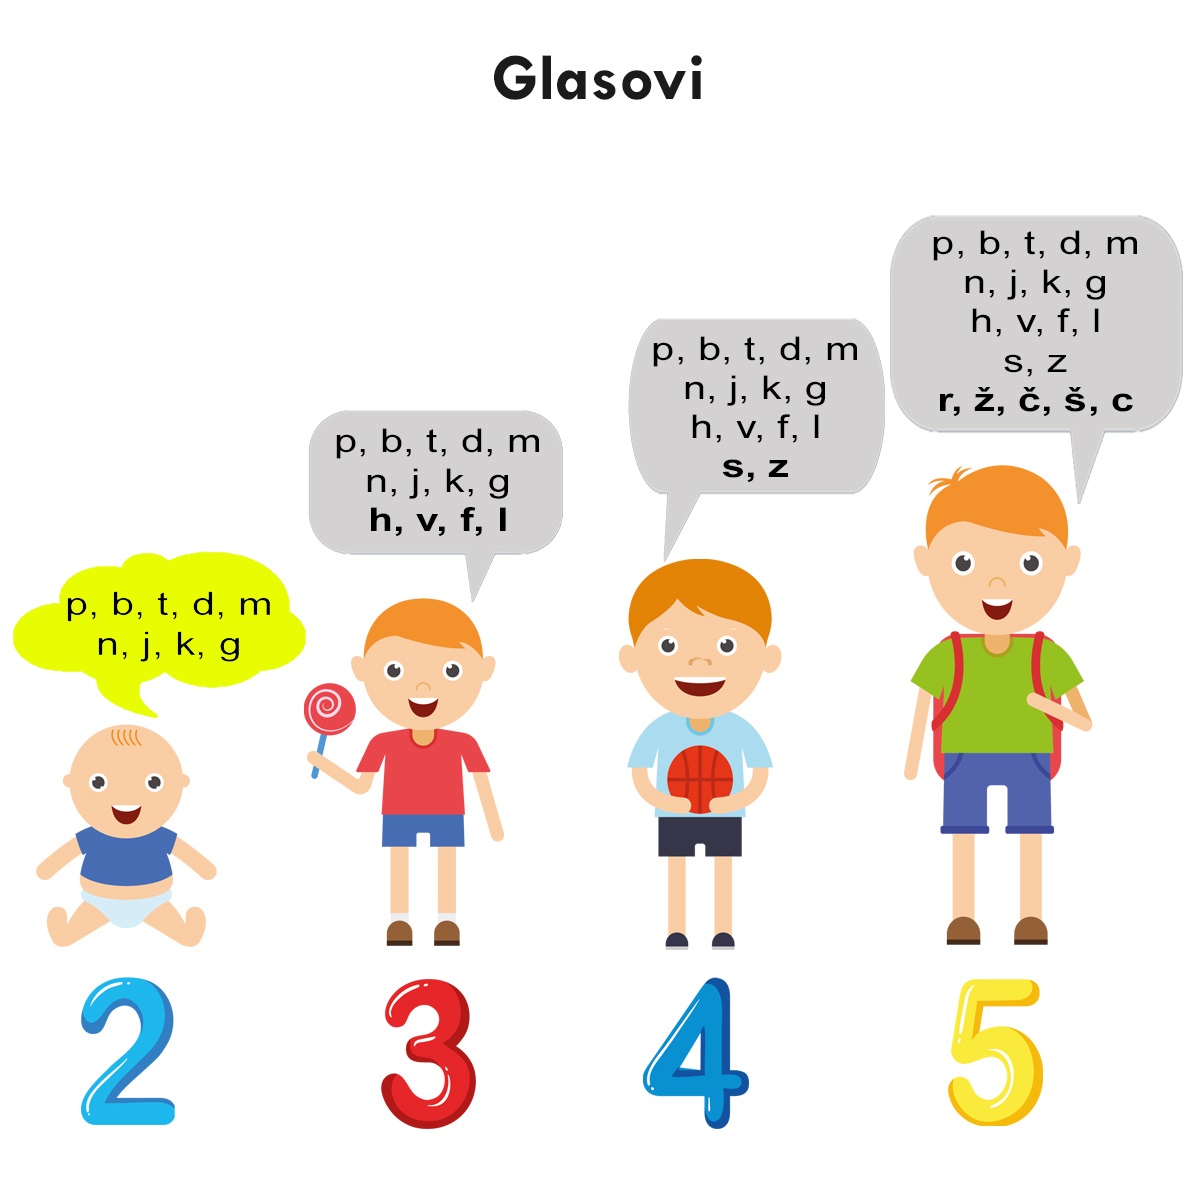 Glasovi
p, b, t, d, m
n, j, k, g
p, b, t, d, m
n, j, k, g
h, v, f, l
p, b, t, d, m
n, j, k, g
h, v, f, l
s, z
p, b, t, d, m
n, j, k, g
h, v, f, l
s, z
r, ž, č, š, c
2
3
4
5